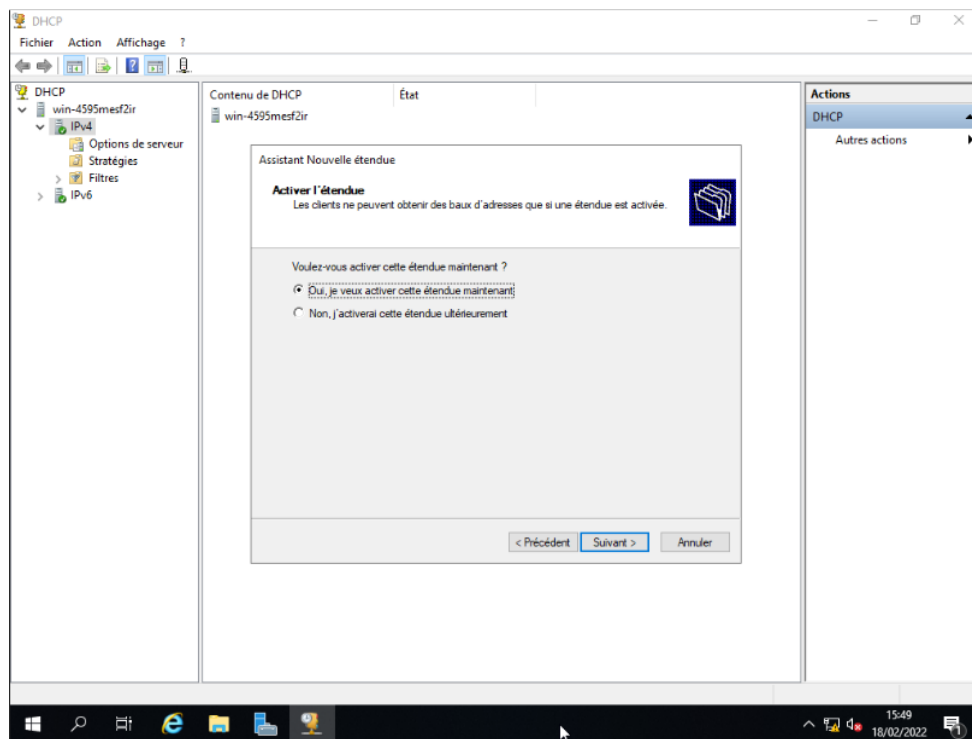 DHCP
Fichier Action Affichage ?
DHCP
win-4595mesf2ir
IPv4
Options de serveur
Stratégies
Filtres
IPv6
Contenu de DHCP État
win-4595mesf2ir
Assistant Nouvelle étendue
Activer l'étendue
Les clients ne peuvent obtenir des baux d'adresses que si une étendue est activée.
Voulez-vous activer cette étendue maintenant ?
Oui, je veux activer cette étendue maintenant
Non, j'activerai cette étendue ultérieurement
< Précédent Suivant > Annuler
Actions
DHCP
Autres actions
15:49
18/02/2022
1